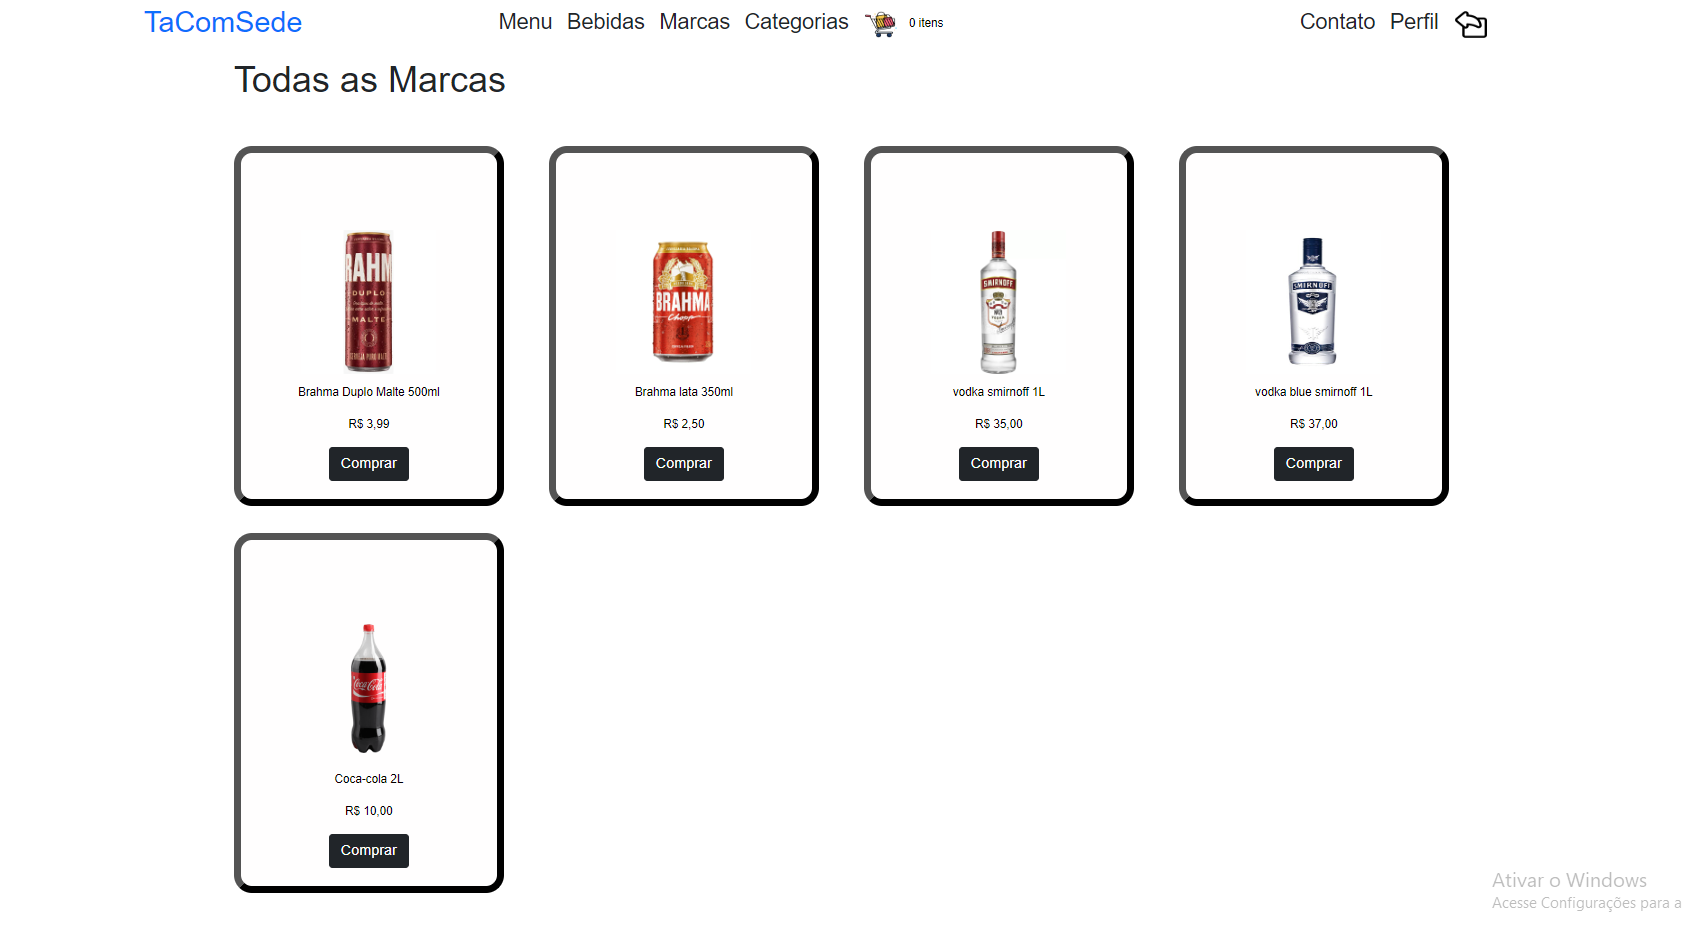 TaComSede
Menu Bebidas Marcas Categorias 0 itens
Contato Perfil
Todas as Marcas
RAHM
DUPLO
MALTE
Brahma Duplo Malte 500ml
R$ 3,99
Comprar
BRAHMA
Chopp
Brahma lata 350ml
R$ 2,50
Comprar
SMIRNOFF
vodka smirnoff 1L
R$ 35,00
Comprar
SMIRNOFF
vodka blue smirnoff 1L
R$ 37,00
Comprar
Coca-Cola
Coca-cola 2L
R$ 10,00
Comprar
Ativar o Windows
Acesse Configurações para a